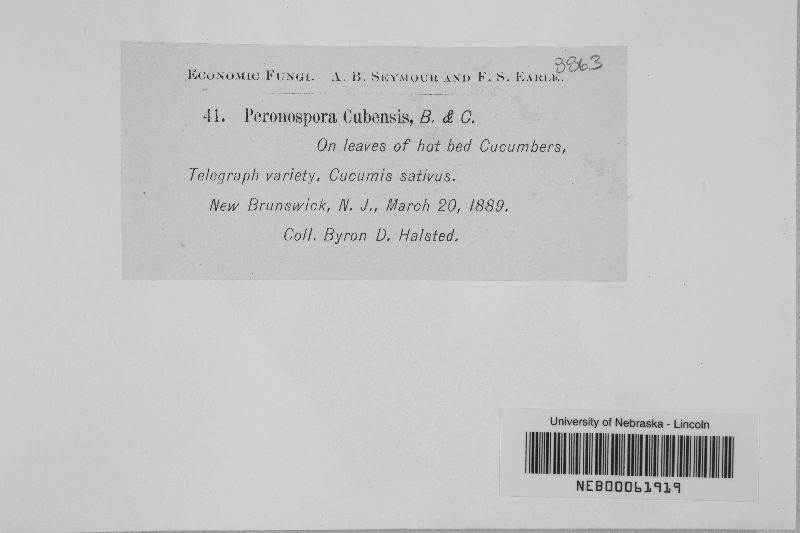 8863
Economic Fungi. A. B. Seymour and F. S. Earle.
41. Peronospora Cubensis, B. & C.
On leaves of hot bed Cucumbers,
Telegraph variety, Cucumis sativus.
New Brunswick, N. J., March 20, 1889.
Coll. Byron D. Halsted.
University of Nebraska - Lincoln
NEB00061919